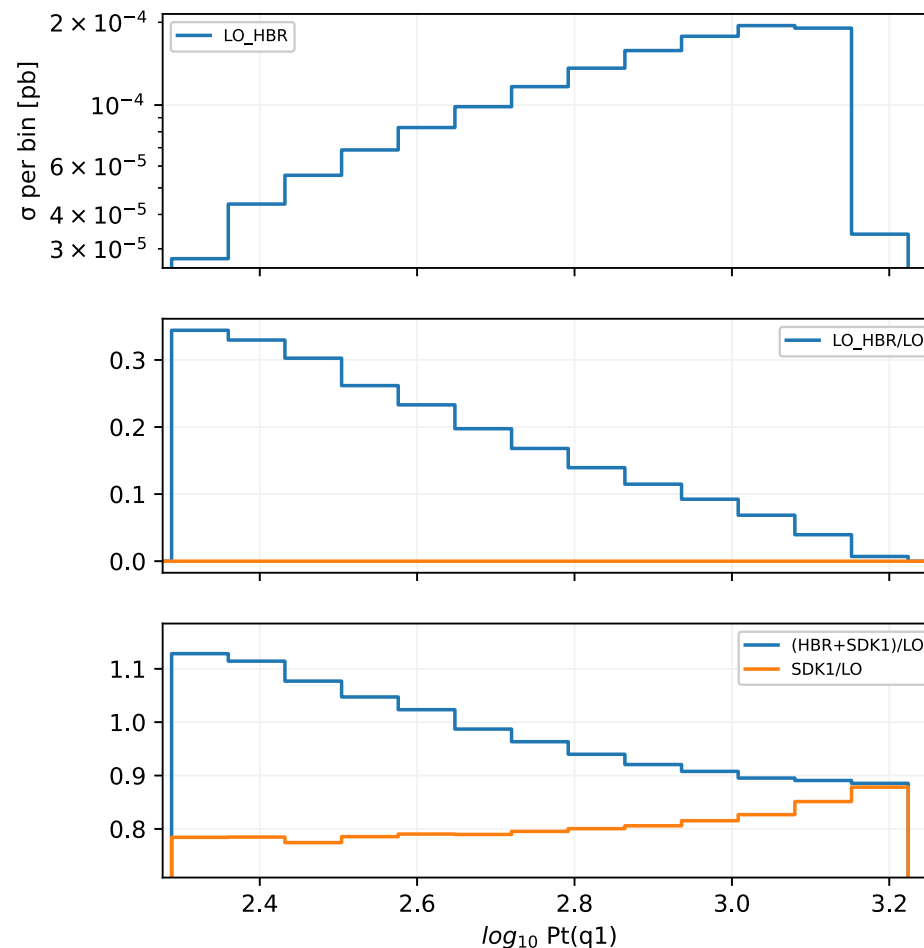 σ per bin [pb]
2 × 10⁻⁴
10⁻⁴
6 × 10⁻⁵
4 × 10⁻⁵
3 × 10⁻⁵
LO_HBR
0.3
0.2
0.1
0.0
LO_HBR/LO
1.1
1.0
0.9
0.8
(HBR+SDK1)/LO
SDK1/LO
2.4 2.6 2.8 3.0 3.2
log₁₀ Pt(q1)